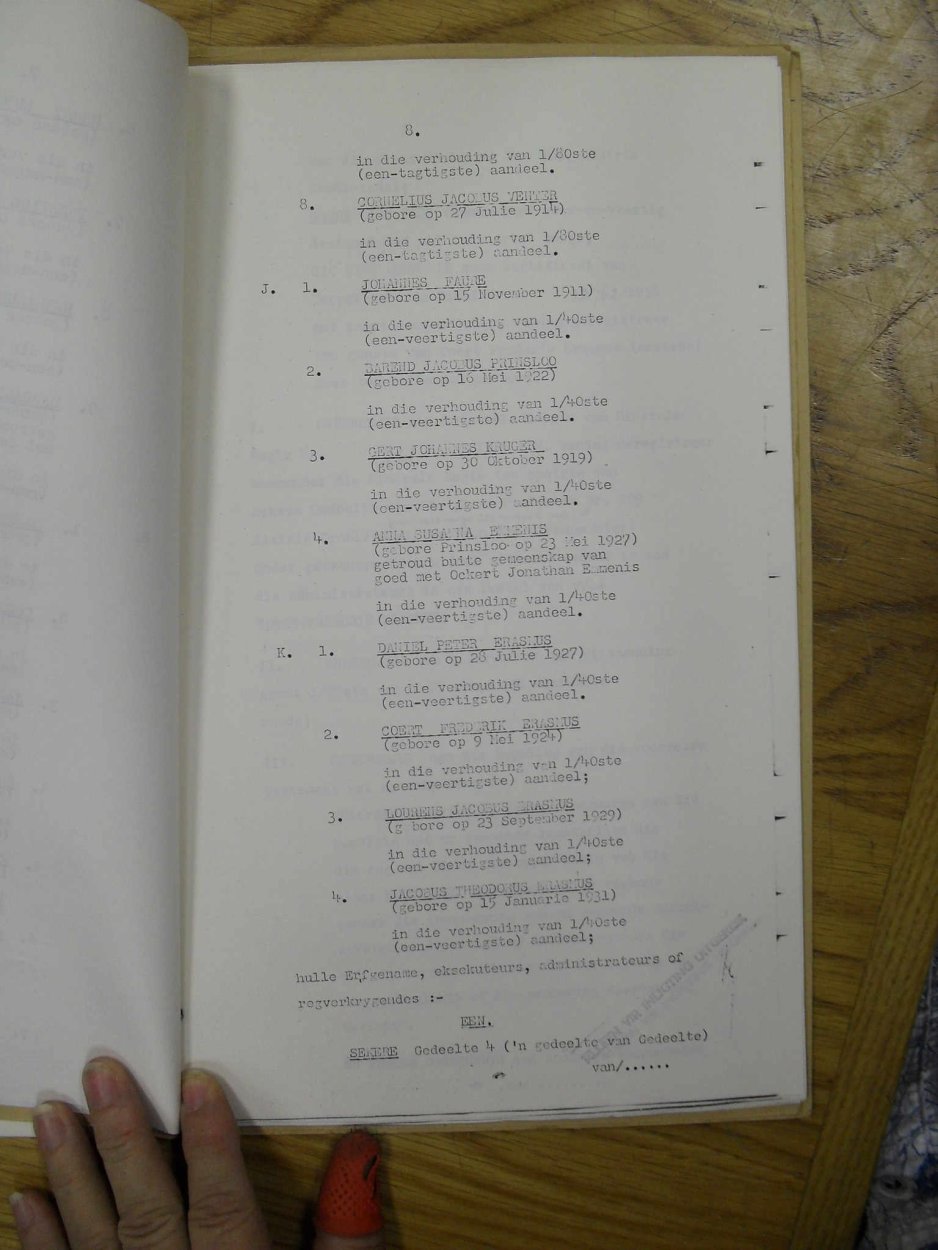 8.
in die verhouding van 1/80ste
(een-tagtigste) aandeel.
8. CORNELIUS JACOBUS VENTER
(gebore op 27 Julie 1914)
in die verhouding van 1/80ste
(een-tagtigste) aandeel.
J. 1. JOHANNES FAURE
(gebore op 15 November 1911)
in die verhouding van 1/40ste
(een-veertigste) aandeel.
2. BAREND JACOBUS PRINSLOO
(gebore op 16 Mei 1922)
in die verhouding van 1/40ste
(een-veertigste) aandeel.
3. GERT JOHANNES KRUGER
(gebore op 30 Oktober 1919)
in die verhouding van 1/40ste
(een-veertigste) aandeel.
4. ANNA SUSANNA EMMENIS
(gebore Prinsloo op 23 Mei 1927)
getroud buite gemeenskap van
goed met Ockert Jonathan Emmenis
in die verhouding van 1/40ste
(een-veertigste) aandeel.
K. 1. DANIEL PETER ERASMUS
(gebore op 28 Julie 1927)
in die verhouding van 1/40ste
(een-veertigste) aandeel.
2. COERT FREDERIK ERASMUS
(gebore op 9 Mei 1924)
in die verhouding van 1/40ste
(een-veertigste) aandeel;
3. LOURENS JACOBUS ERASMUS
(g bore op 23 September 1929)
in die verhouding van 1/40ste
(een-veertigste) aandeel;
4. JACOBUS THEODORUS ERASMUS
(gebore op 15 Januarie 1931)
in die verhouding van 1/40ste
(een-veertigste) aandeel;
hulle Erfgename, eksekuteurs, administrateurs of
regverkrygendes :-
EEN.
SEKERE Gedeelte 4 ('n gedeelte van Gedeelte)
van/......